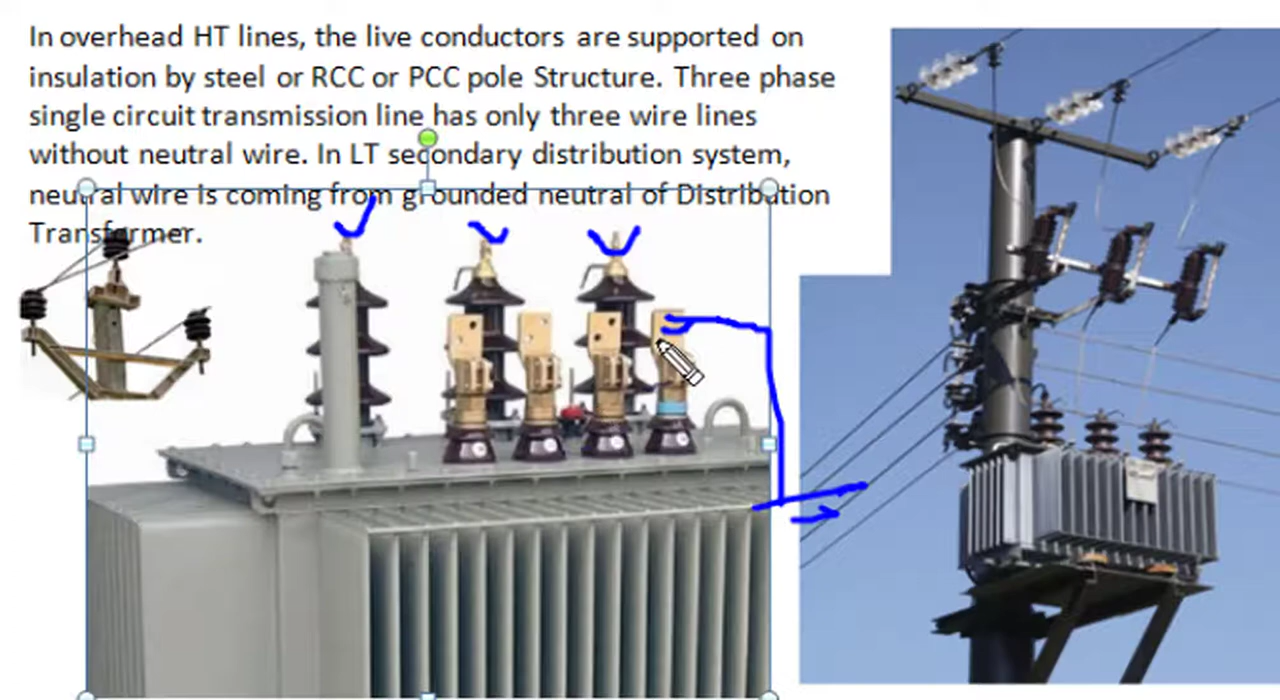 In overhead HT lines, the live conductors are supported on
insulation by steel or RCC or PCC pole Structure. Three phase
single circuit transmission line has only three wire lines
without neutral wire. In LT secondary distribution system,
neutral wire is coming from grounded neutral of Distribution
Transformer.